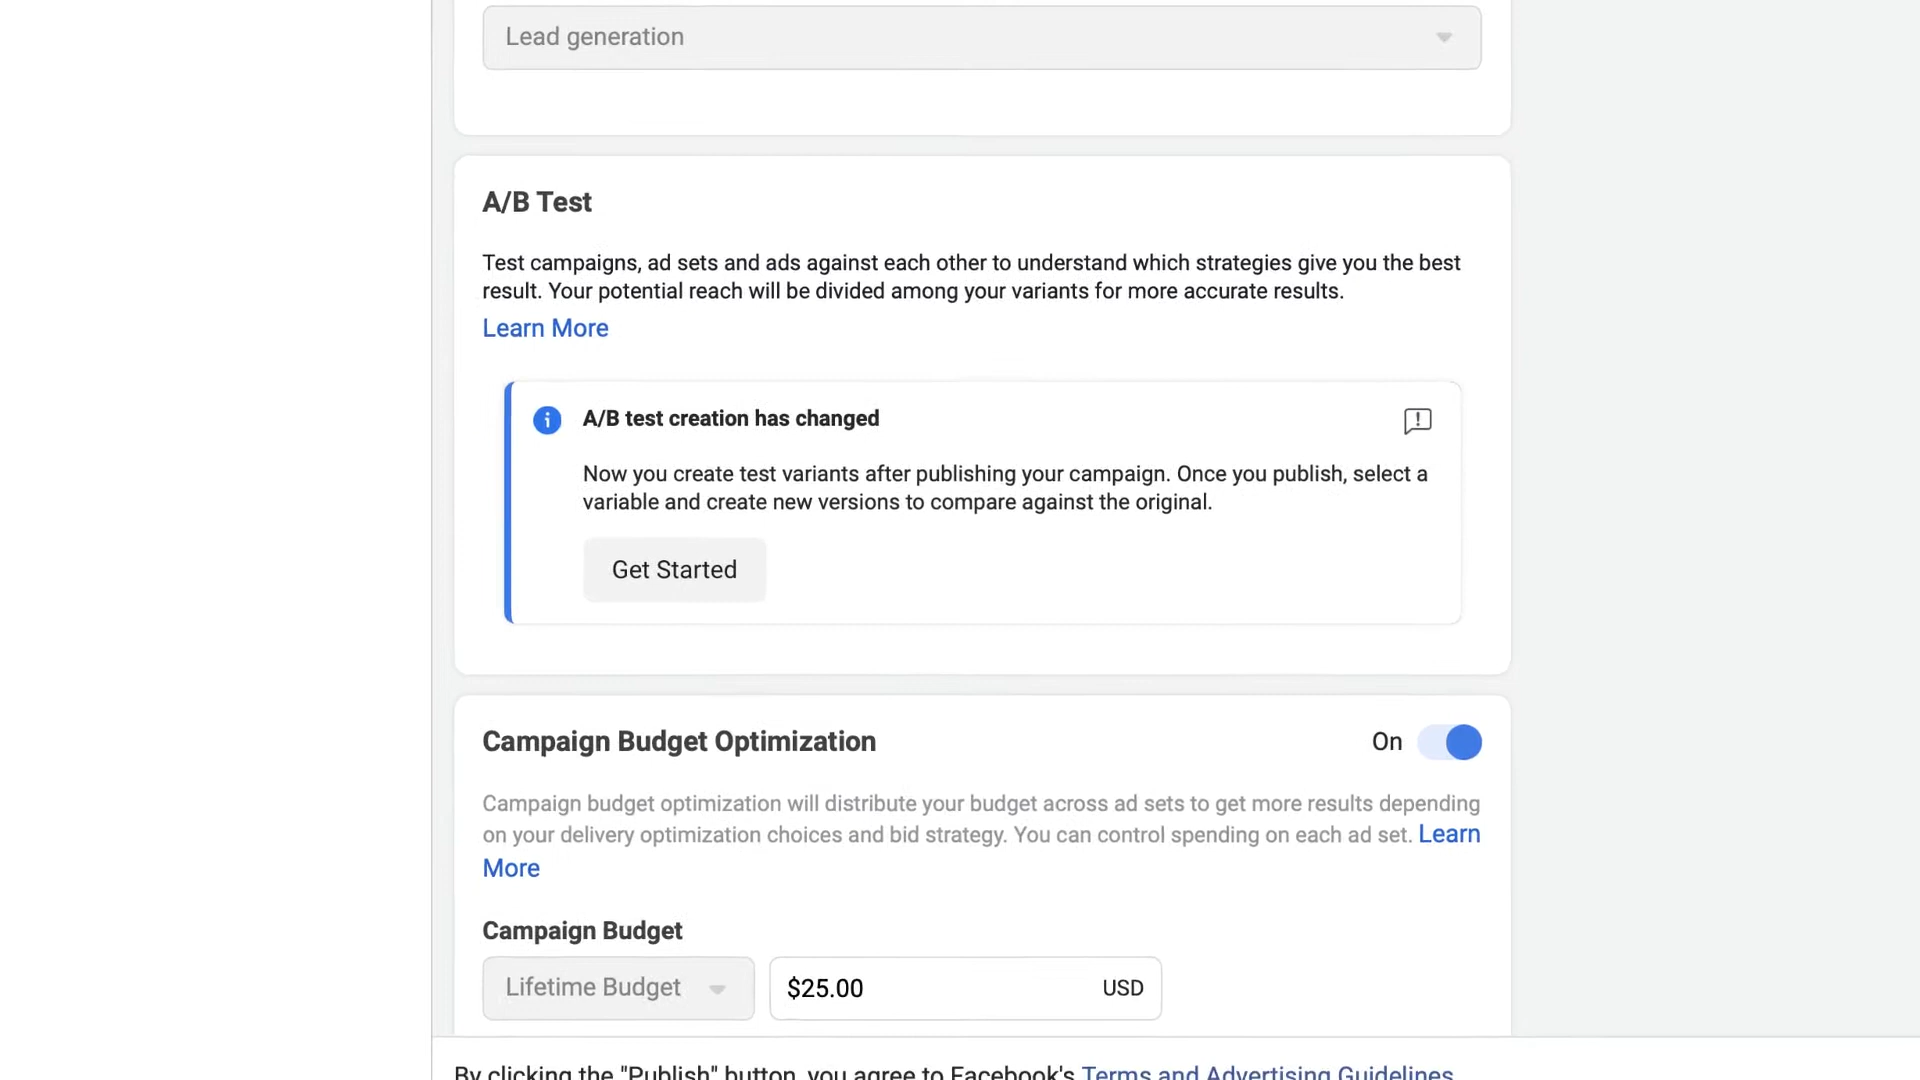 Lead generation
A/B Test
Test campaigns, ad sets and ads against each other to understand which strategies give you the best
result. Your potential reach will be divided among your variants for more accurate results.
Learn More
A/B test creation has changed
Now you create test variants after publishing your campaign. Once you publish, select a
variable and create new versions to compare against the original.
Get Started
Campaign Budget Optimization
On
Campaign budget optimization will distribute your budget across ad sets to get more results depending
on your delivery optimization choices and bid strategy. You can control spending on each ad set. Learn
More
Campaign Budget
Lifetime Budget
$25.00 USD
By clicking the "Publish" button, you agree to Facebook's Terms and Advertising Guidelines